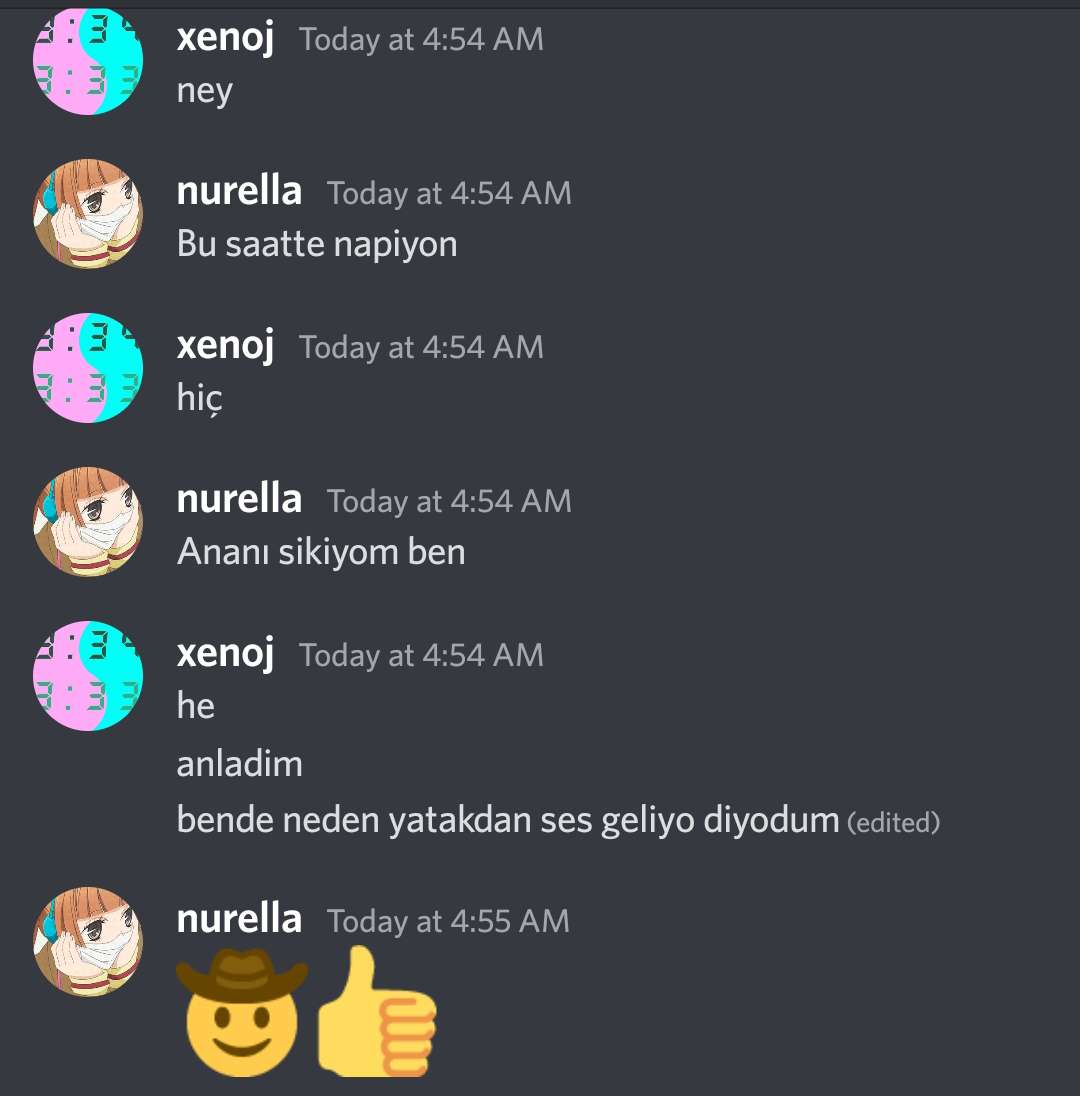 xenoj Today at 4:54 AM
ney
nurella Today at 4:54 AM
Bu saatte napiyon
xenoj Today at 4:54 AM
hiç
nurella Today at 4:54 AM
Ananı sikiyom ben
xenoj Today at 4:54 AM
he
anladim
bende neden yatakdan ses geliyo diyodum (edited)
nurella Today at 4:55 AM
🤠👍